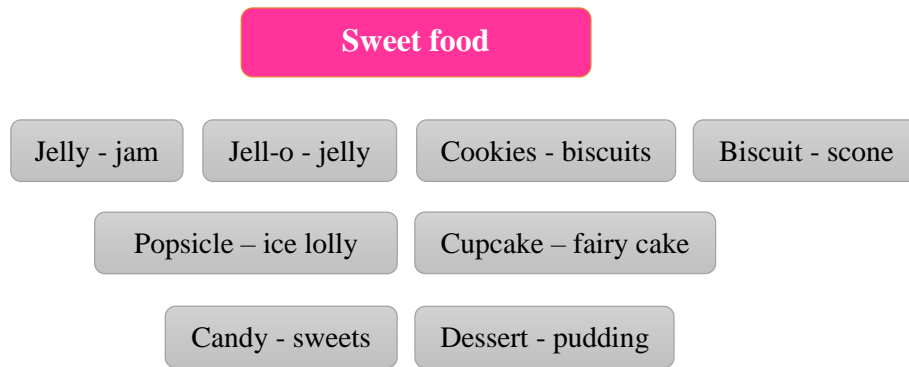 Sweet food
Jelly - jam
Jell-o - jelly
Cookies - biscuits
Biscuit - scone
Popsicle – ice lolly
Cupcake – fairy cake
Candy - sweets
Dessert - pudding